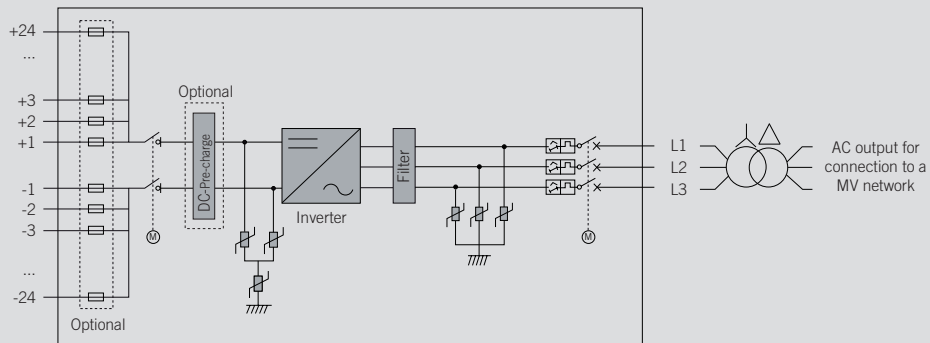 +24
...
+3
+2
+1
-1
-2
-3
...
-24
Optional
Optional
DC-Pre-charge
M
Inverter
Filter
M
L1
L2
L3
AC output for
connection to a
MV network